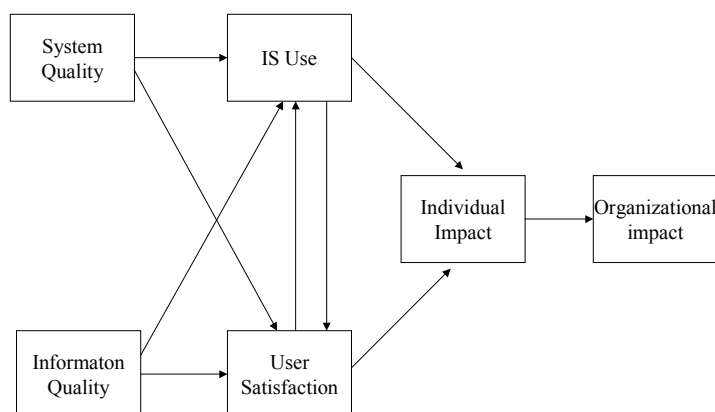 System
Quality
IS Use
Individual
Impact
Organizational
impact
Informaton
Quality
User
Satisfaction